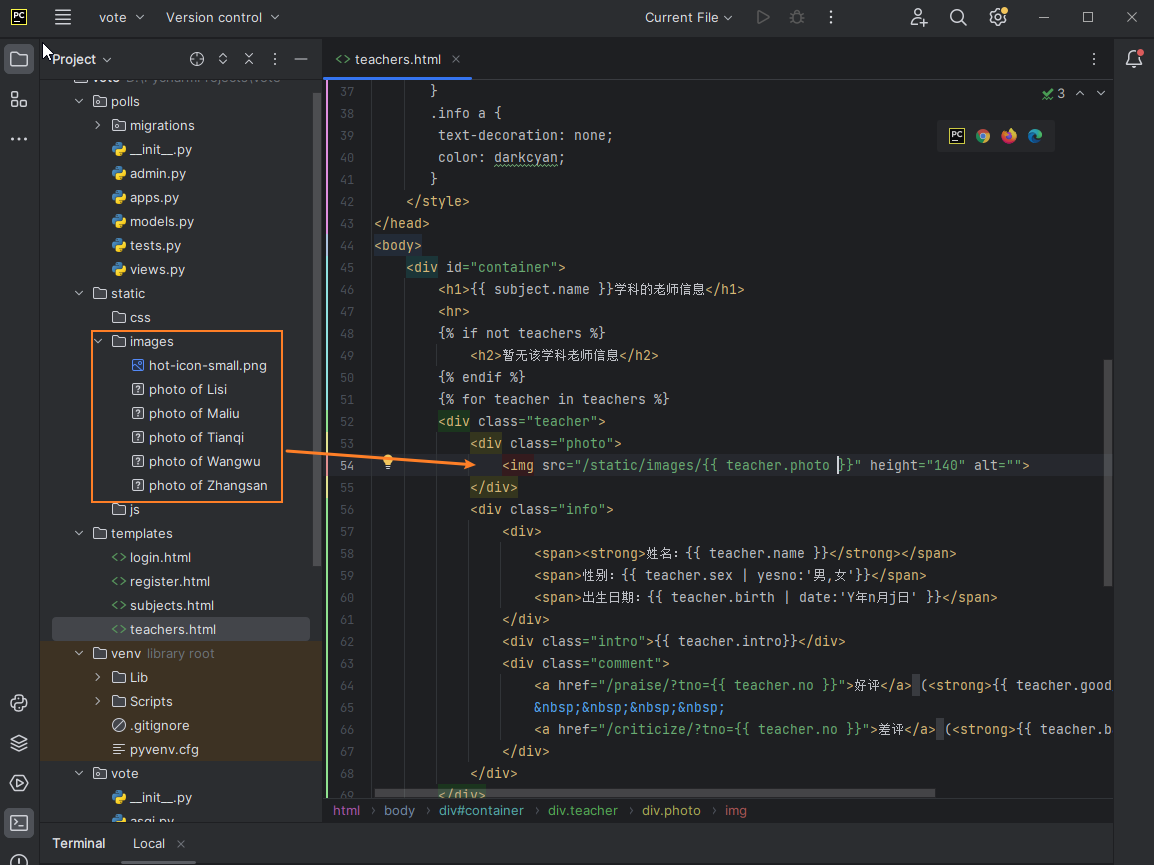 PC vote Version control Current File
Project
teachers.html
polls
migrations
__init__.py
admin.py
apps.py
models.py
tests.py
views.py
static
css
images
hot-icon-small.png
photo of Lisi
photo of Maliu
photo of Tianqi
photo of Wangwu
photo of Zhangsan
js
templates
login.html
register.html
subjects.html
teachers.html
venv library root
Lib
Scripts
.gitignore
pyvenv.cfg
vote
__init__.py
asgi.py
3
PC
37 }
38 .info a {
39 text-decoration: none;
40 color: darkcyan;
41 }
42 </style>
43 </head>
44 <body>
45 <div id="container">
46 <h1>{{ subject.name }}学科的老师信息</h1>
47 <hr>
48 {% if not teachers %}
49 <h2>暂无该学科老师信息</h2>
50 {% endif %}
51 {% for teacher in teachers %}
52 <div class="teacher">
53 <div class="photo">
54 <img src="/static/images/{{ teacher.photo }}" height="140" alt="">
55 </div>
56 <div class="info">
57 <div>
58 <span><strong>姓名：{{ teacher.name }}</strong></span>
59 <span>性别：{{ teacher.sex | yesno:'男,女'}}</span>
60 <span>出生日期：{{ teacher.birth | date:'Y年n月j日' }}</span>
61 </div>
62 <div class="intro">{{ teacher.intro}}</div>
63 <div class="comment">
64 <a href="/praise/?tno={{ teacher.no }}">好评</a> (<strong>{{ teacher.good
65 &nbsp;&nbsp;&nbsp;&nbsp;
66 <a href="/criticize/?tno={{ teacher.no }}">差评</a> (<strong>{{ teacher.b
67 </div>
68 </div>
69 </div>
html body div#container div.teacher div.photo img
Terminal Local